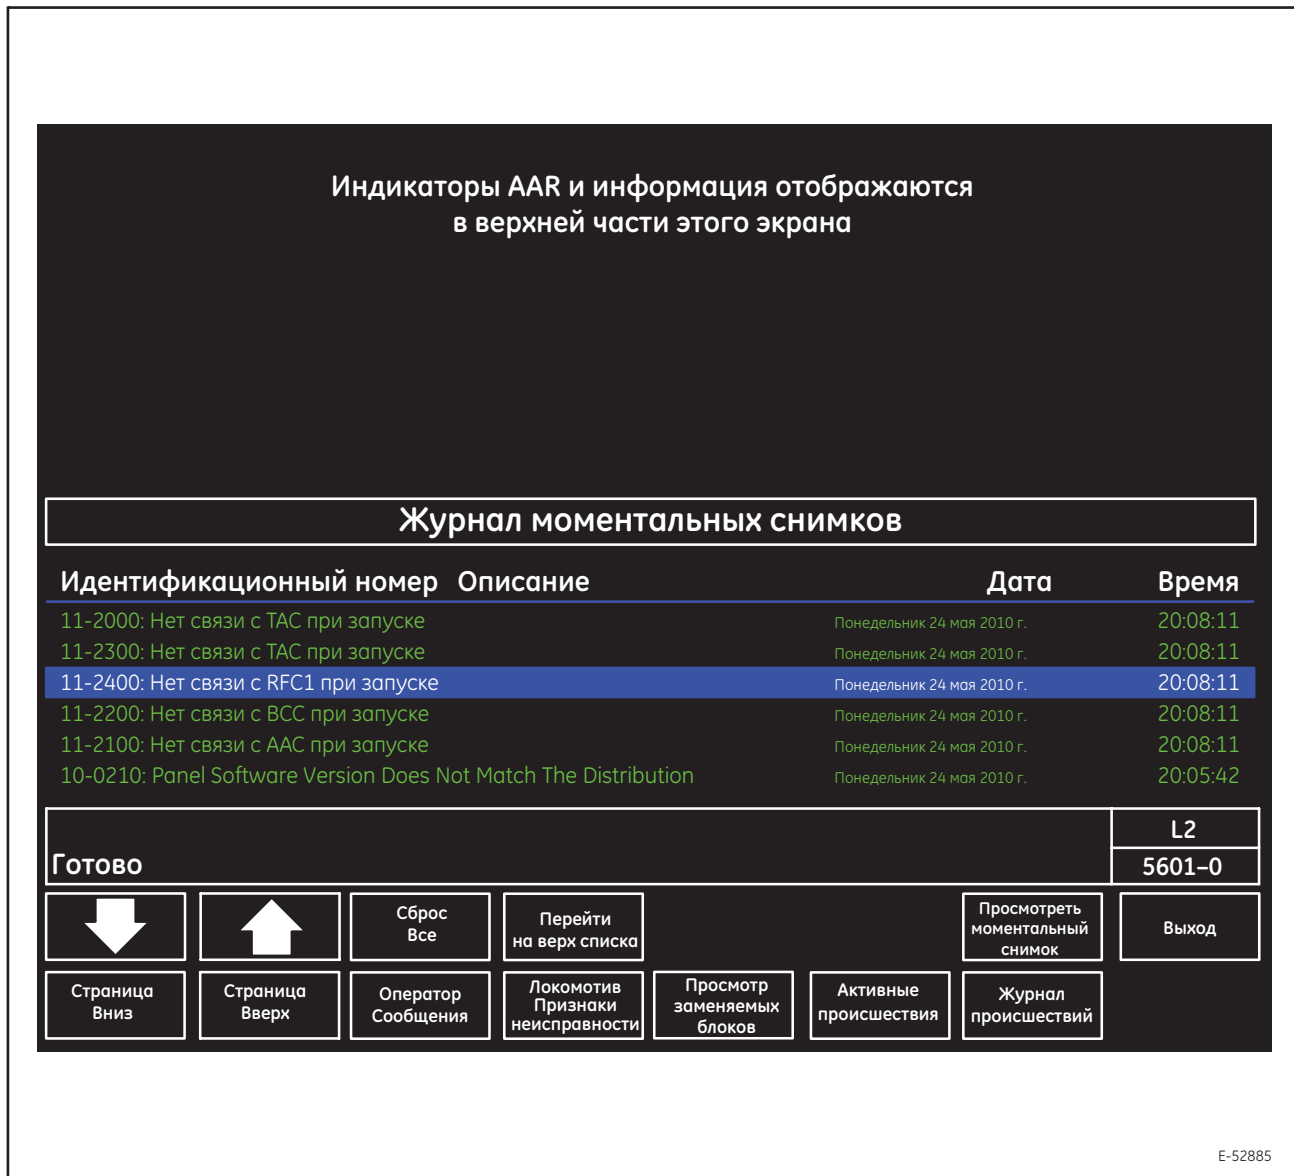 Индикаторы AAR и информация отображаются
в верхней части этого экрана
Журнал моментальных снимков
Идентификационный номер Описание Дата Время
11-2000: Нет связи с TAC при запуске Понедельник 24 мая 2010 г. 20:08:11
11-2300: Нет связи с TAC при запуске Понедельник 24 мая 2010 г. 20:08:11
11-2400: Нет связи с RFC1 при запуске Понедельник 24 мая 2010 г. 20:08:11
11-2200: Нет связи с BCC при запуске Понедельник 24 мая 2010 г. 20:08:11
11-2100: Нет связи с AAC при запуске Понедельник 24 мая 2010 г. 20:08:11
10-0210: Panel Software Version Does Not Match The Distribution Понедельник 24 мая 2010 г. 20:05:42
L2
Готово 5601–0
Сброс
Все
Перейти
на верх списка
Просмотреть
моментальный
снимок
Выход
Страница
Вниз
Страница
Вверх
Оператор
Сообщения
Локомотив
Признаки
неисправности
Просмотр
заменяемых
блоков
Активные
происшествия
Журнал
происшествий
E-52885